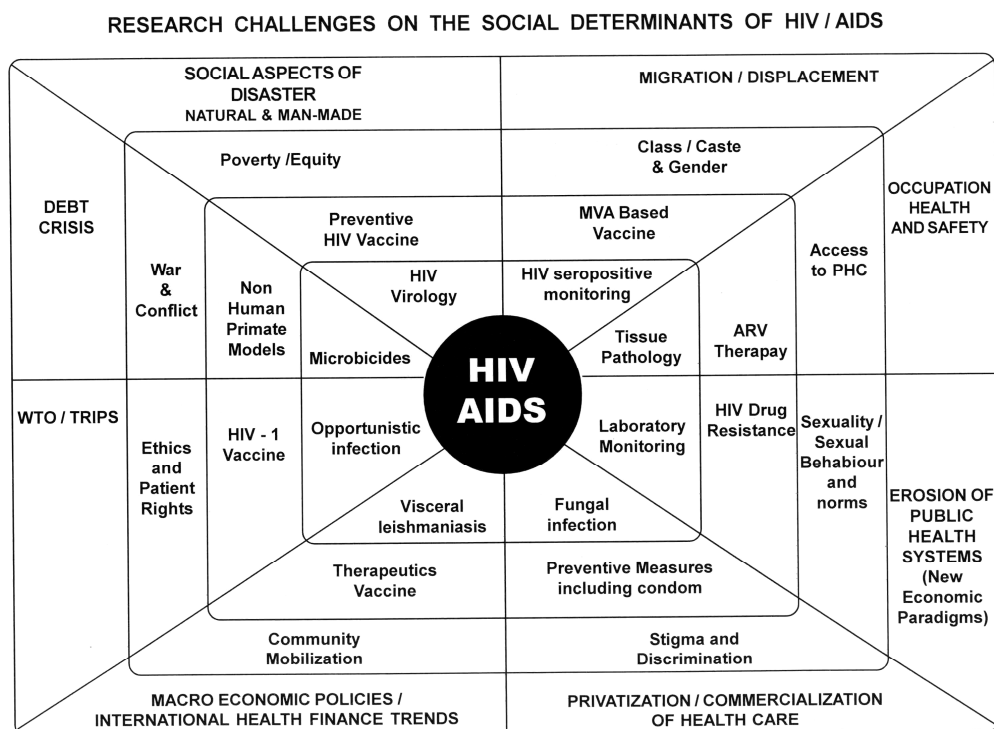 RESEARCH CHALLENGES ON THE SOCIAL DETERMINANTS OF HIV / AIDS
SOCIAL ASPECTS OF
DISASTER
NATURAL & MAN-MADE
MIGRATION / DISPLACEMENT
Poverty /Equity
Class / Caste
& Gender
DEBT
CRISIS
OCCUPATION
HEALTH
AND SAFETY
Preventive
HIV Vaccine
MVA Based
Vaccine
War
&
Conflict
Access
to PHC
Non
Human
Primate
Models
HIV
Virology
HIV seropositive
monitoring
Microbicides
Tissue
Pathology
ARV
Therapay
HIV
AIDS
WTO / TRIPS
Ethics
and
Patient
Rights
HIV - 1
Vaccine
Opportunistic
infection
Laboratory
Monitoring
HIV Drug
Resistance
Sexuality /
Sexual
Behabiour
and
norms
EROSION OF
PUBLIC
HEALTH
SYSTEMS
(New
Economic
Paradigms)
Visceral
leishmaniasis
Fungal
infection
Therapeutics
Vaccine
Preventive Measures
including condom
Community
Mobilization
Stigma and
Discrimination
MACRO ECONOMIC POLICIES /
INTERNATIONAL HEALTH FINANCE TRENDS
PRIVATIZATION / COMMERCIALIZATION
OF HEALTH CARE